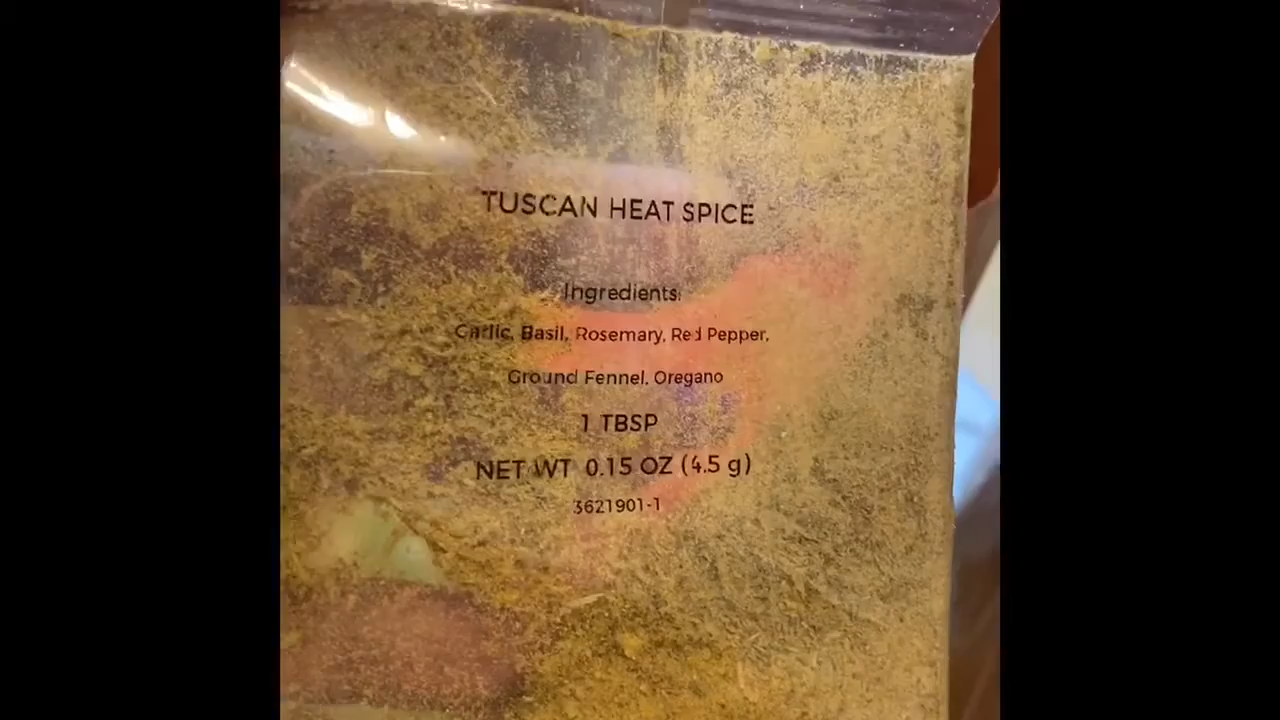 TUSCAN HEAT SPICE
Ingredients:
Garlic, Basil, Rosemary, Red Pepper,
Ground Fennel, Oregano
1 TBSP
NET WT 0.15 OZ (4.5 g)
3621901-1